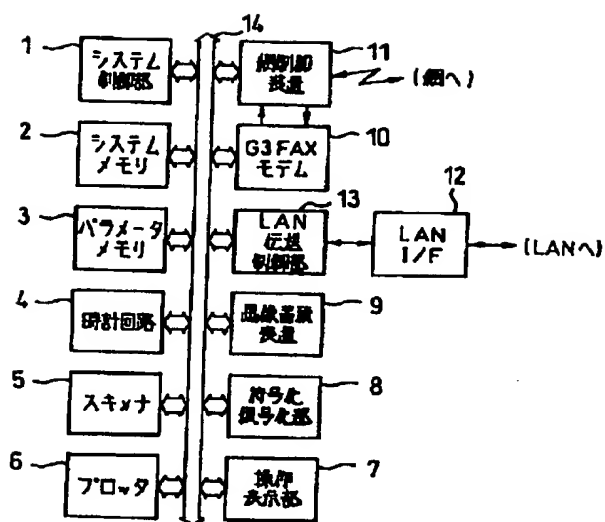 14
1
システム
制御部
11
網制御
装置
(網へ)
2
システム
メモリ
10
G3 FAX
モデム
3
パラメータ
メモリ
13
LAN
伝送
制御部
12
LAN
I/F
(LANへ)
4
時計回路
9
画像蓄積
装置
5
スキャナ
8
符号化
復号化部
6
プロッタ
7
操作
表示部